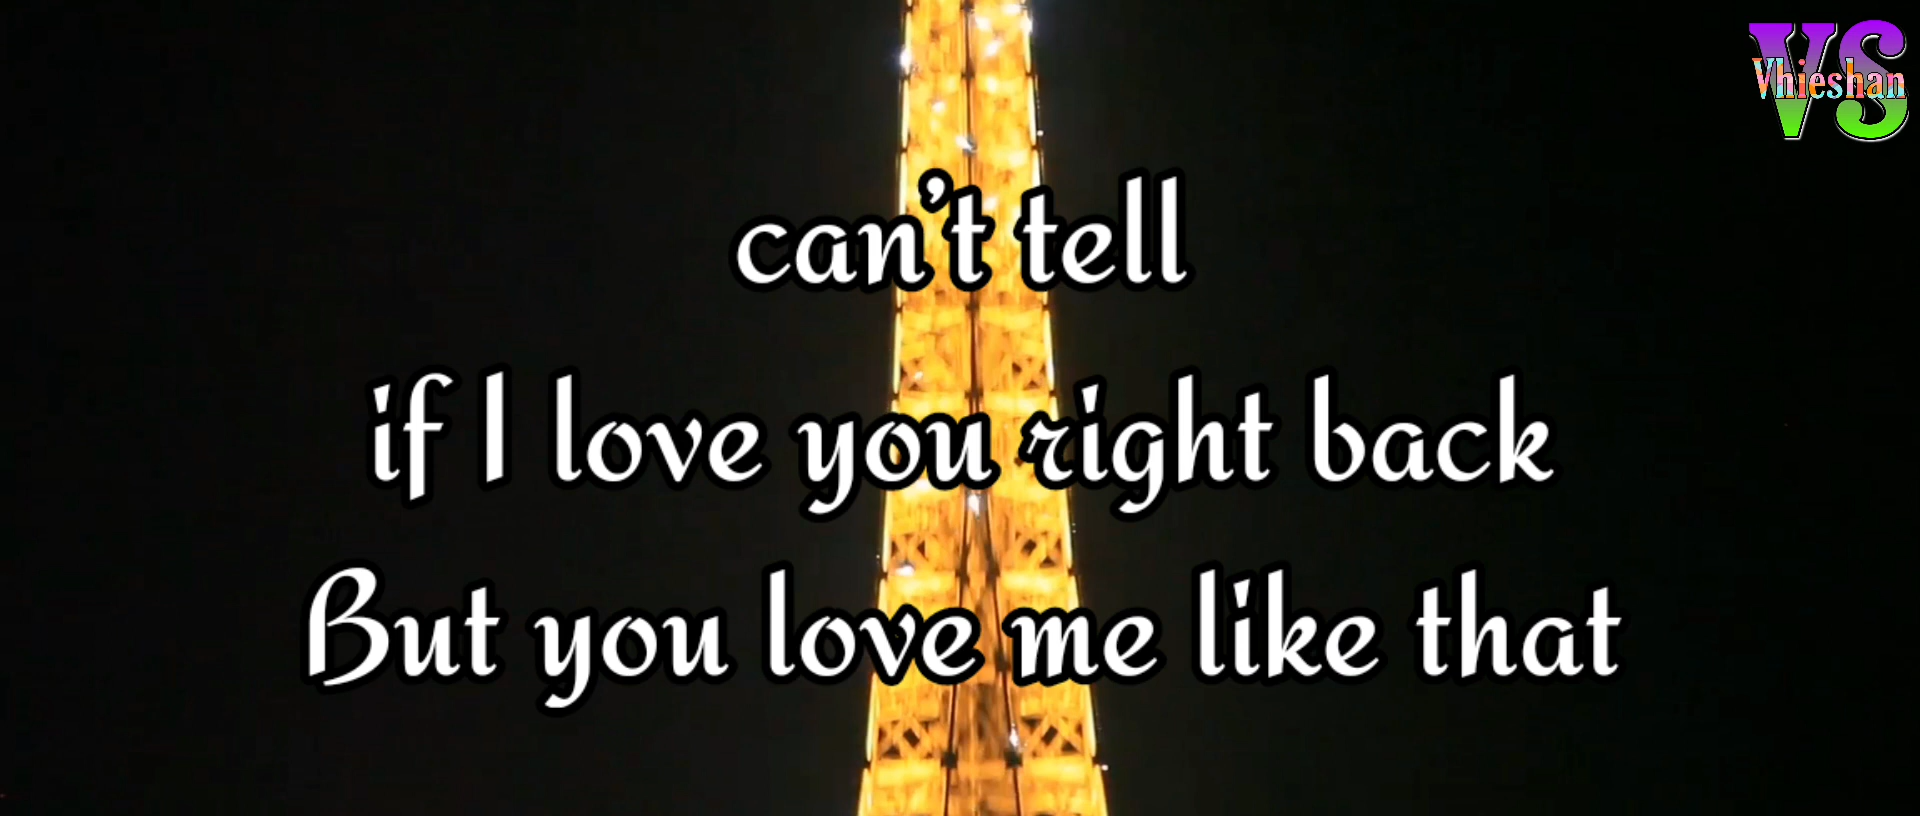 VS
Vhieshan
can't tell
if I love you right back
But you love me like that